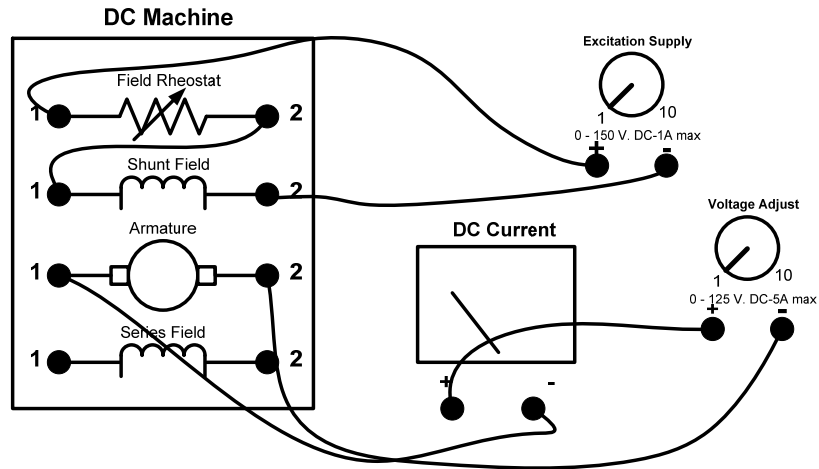 DC Machine
Excitation Supply
Field Rheostat
1 2
1 10
0 - 150 V. DC-1A max
+ -
Shunt Field
1 2
Voltage Adjust
Armature
DC Current
1 2
1 10
0 - 125 V. DC-5A max
+ -
Series Field
1 2
+ -